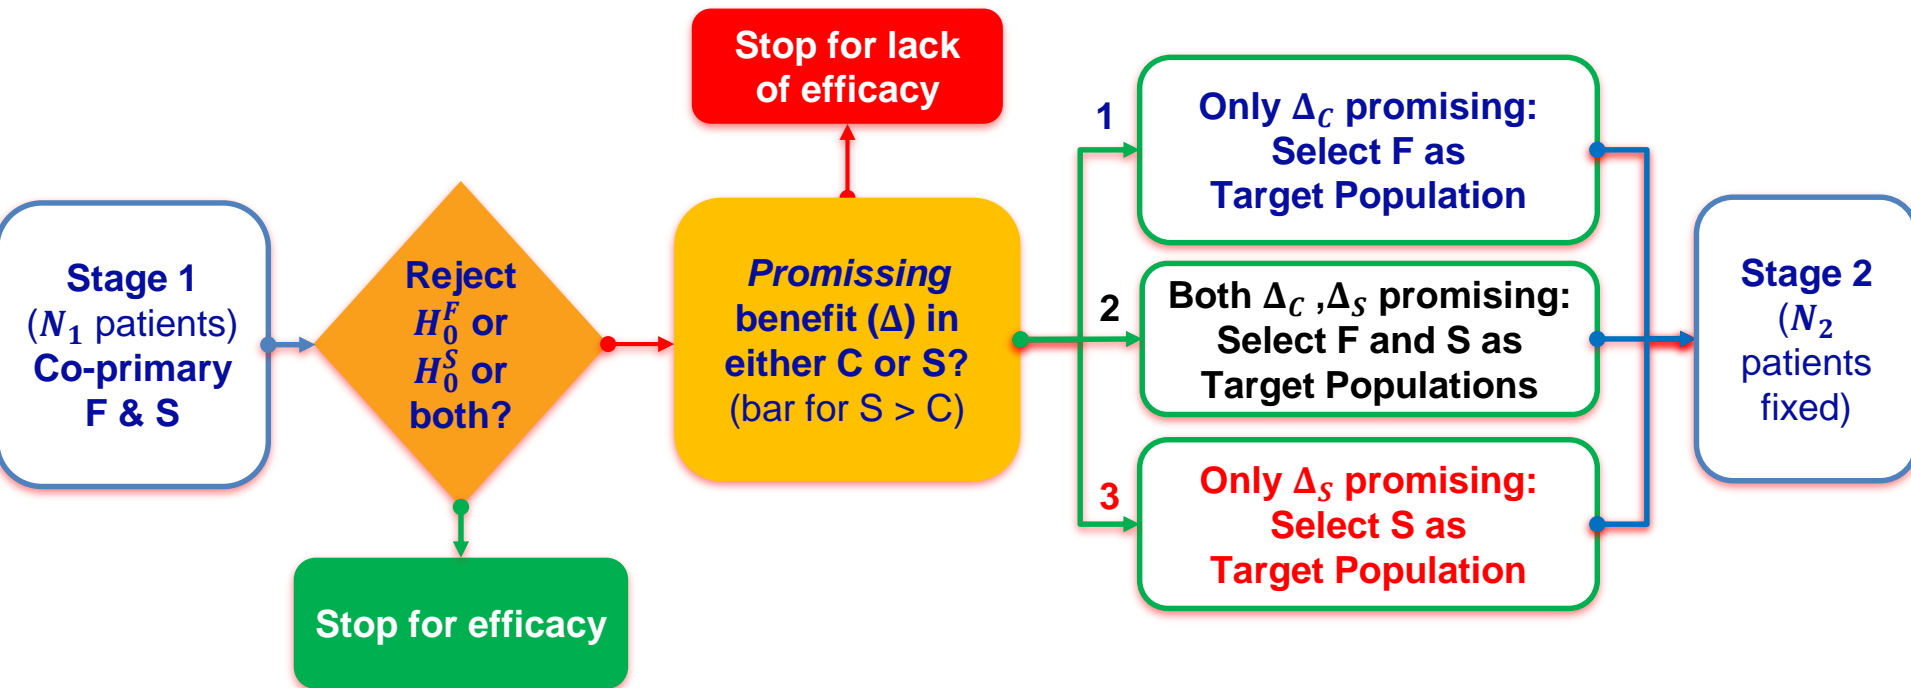 Stage 1
(N₁ patients)
Co-primary
F & S
Reject
H₀ᶠ or
H₀ˢ or
both?
Stop for efficacy
Stop for lack
of efficacy
Promissing
benefit (Δ) in
either C or S?
(bar for S > C)
1
Only Δ_C promising:
Select F as
Target Population
2
Both Δ_C ,Δ_S promising:
Select F and S as
Target Populations
3
Only Δ_S promising:
Select S as
Target Population
Stage 2
(N₂
patients
fixed)